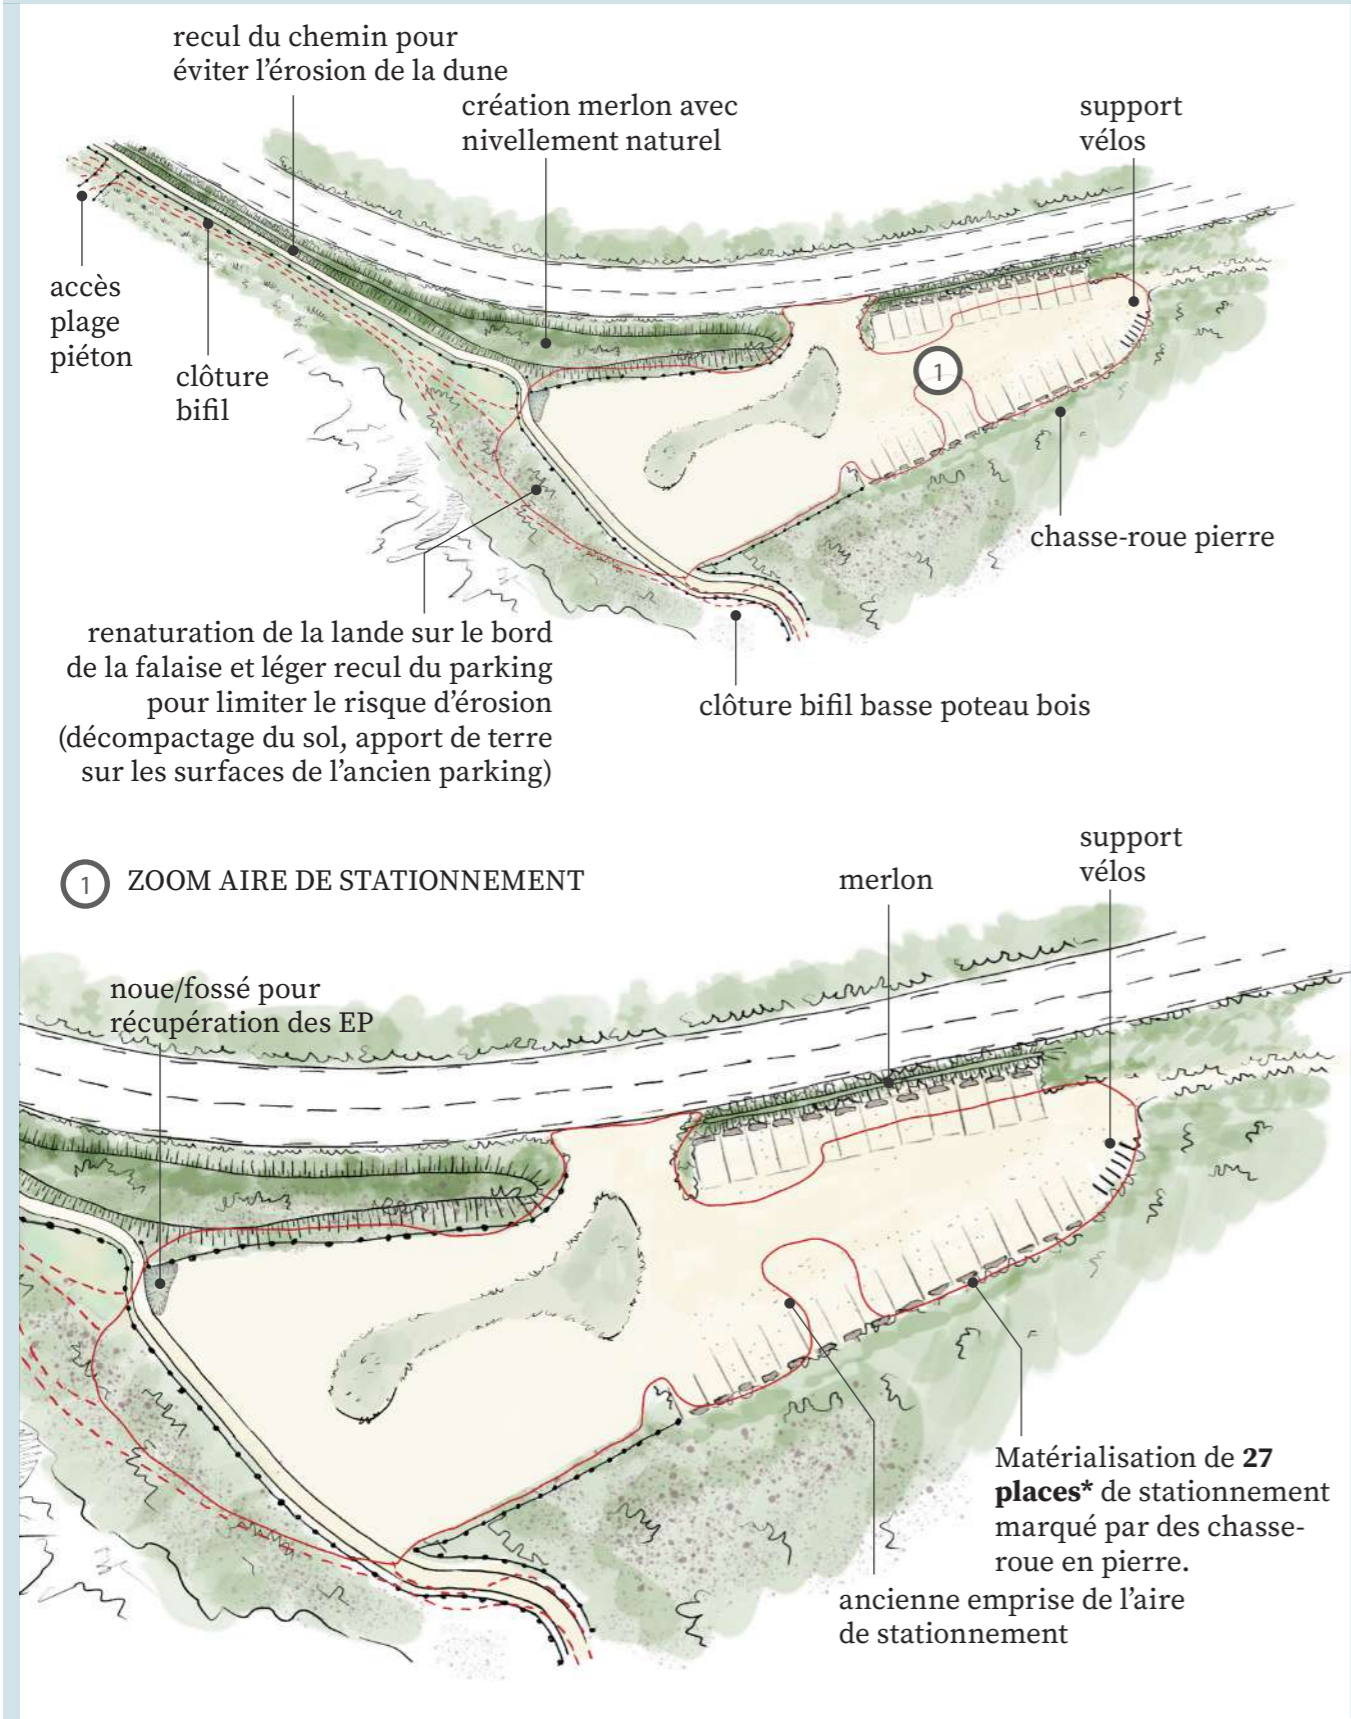 recul du chemin pour
éviter l’érosion de la dune
création merlon avec
nivellement naturel
support
vélos
accès
plage
piéton
clôture
bifil
1
chasse-roue pierre
renaturation de la lande sur le bord
de la falaise et léger recul du parking
pour limiter le risque d’érosion
(décompactage du sol, apport de terre
sur les surfaces de l’ancien parking)
clôture bifil basse poteau bois
1 ZOOM AIRE DE STATIONNEMENT
merlon
support
vélos
noue/fossé pour
récupération des EP
Matérialisation de 27
places* de stationnement
marqué par des chasse-
roue en pierre.
ancienne emprise de l’aire
de stationnement